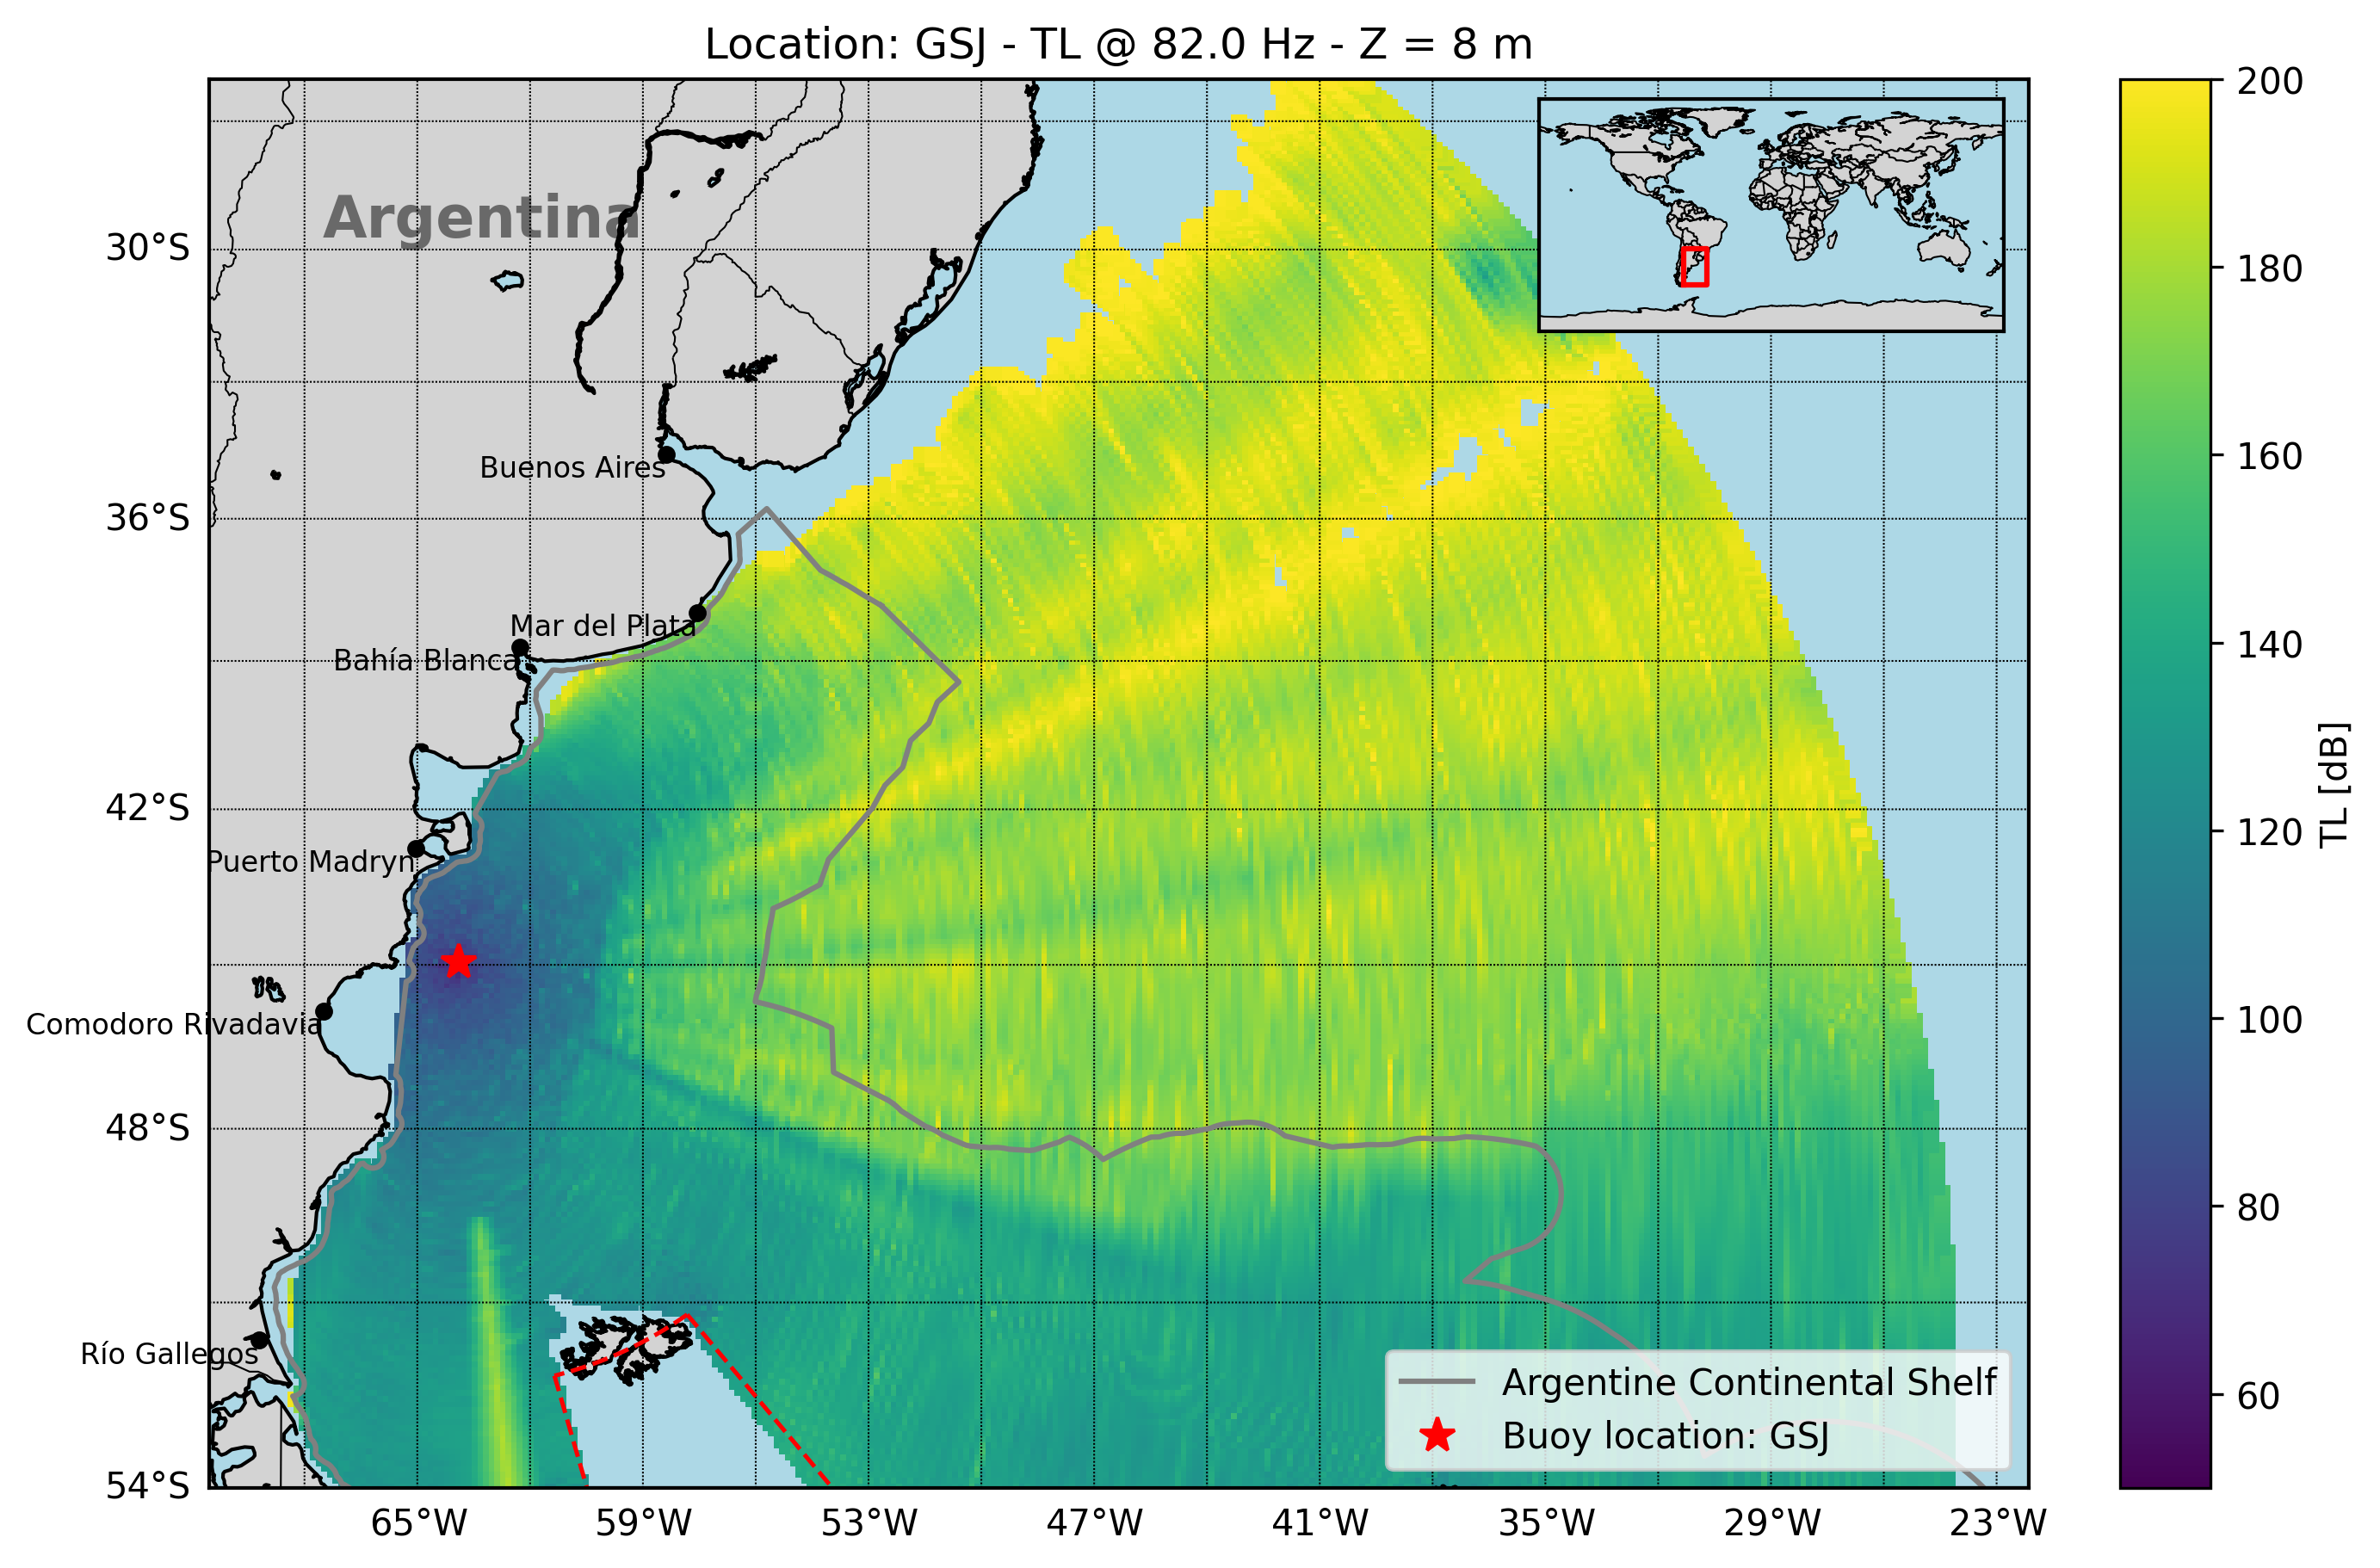 Location: GSJ - TL @ 82.0 Hz - Z = 8 m
Argentina
30°S
36°S
42°S
48°S
54°S
Buenos Aires
Mar del Plata
Bahía Blanca
Puerto Madryn
Comodoro Rivadavia
Río Gallegos
Argentine Continental Shelf
Buoy location: GSJ
65°W
59°W
53°W
47°W
41°W
35°W
29°W
23°W
200
180
160
140
120
100
80
60
TL [dB]